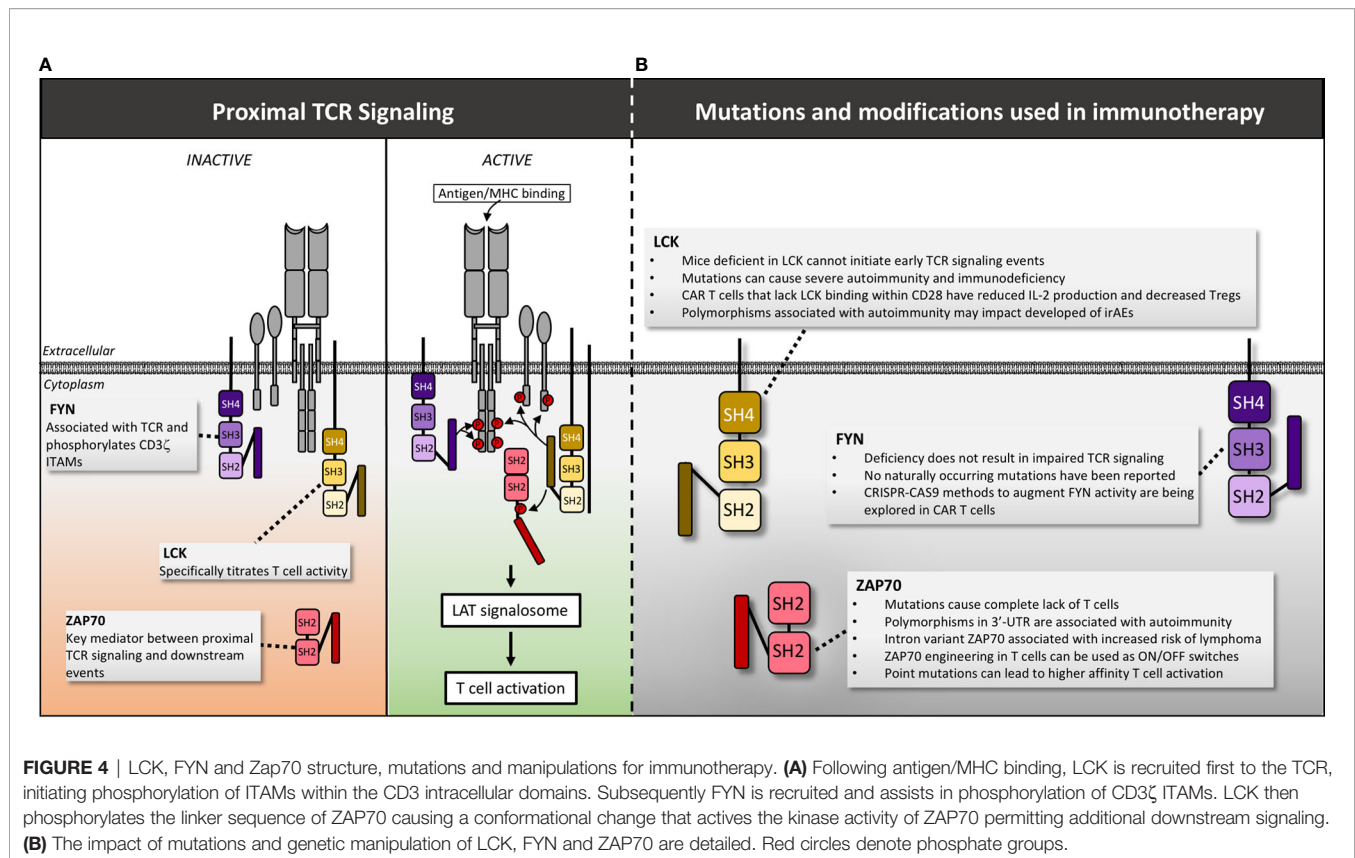 A
B
Proximal TCR Signaling
Mutations and modifications used in immunotherapy
INACTIVE
ACTIVE
Antigen/MHC binding
Extracellular
Cytoplasm
FYN
Associated with TCR and
phosphorylates CD3ζ
ITAMs
SH4
SH3
SH2
SH4
SH3
SH2
LCK
Specifically titrates T cell activity
ZAP70
Key mediator between proximal
TCR signaling and downstream
events
SH2
SH2
SH4
SH3
SH2
P
P
P
P
P
P
SH2
SH2
P
SH4
SH3
SH2
LAT signalosome
T cell activation
LCK
• Mice deficient in LCK cannot initiate early TCR signaling events
• Mutations can cause severe autoimmunity and immunodeficiency
• CAR T cells that lack LCK binding within CD28 have reduced IL-2 production and decreased Tregs
• Polymorphisms associated with autoimmunity may impact developed of irAEs
SH4
SH3
SH2
FYN
• Deficiency does not result in impaired TCR signaling
• No naturally occurring mutations have been reported
• CRISPR-CAS9 methods to augment FYN activity are being
explored in CAR T cells
SH4
SH3
SH2
SH2
SH2
ZAP70
• Mutations cause complete lack of T cells
• Polymorphisms in 3′-UTR are associated with autoimmunity
• Intron variant ZAP70 associated with increased risk of lymphoma
• ZAP70 engineering in T cells can be used as ON/OFF switches
• Point mutations can lead to higher affinity T cell activation
FIGURE 4 | LCK, FYN and Zap70 structure, mutations and manipulations for immunotherapy. (A) Following antigen/MHC binding, LCK is recruited first to the TCR,
initiating phosphorylation of ITAMs within the CD3 intracellular domains. Subsequently FYN is recruited and assists in phosphorylation of CD3ζ ITAMs. LCK then
phosphorylates the linker sequence of ZAP70 causing a conformational change that actives the kinase activity of ZAP70 permitting additional downstream signaling.
(B) The impact of mutations and genetic manipulation of LCK, FYN and ZAP70 are detailed. Red circles denote phosphate groups.